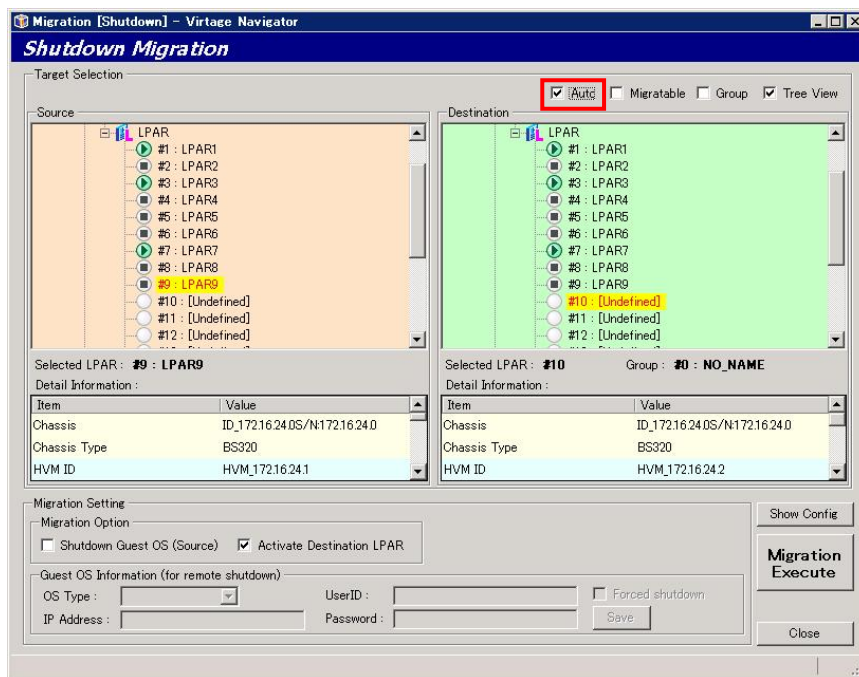 Migration [Shutdown] - Virtage Navigator
Shutdown Migration
Target Selection
Auto Migratable Group Tree View
Source
LPAR
#1 : LPAR1
#2 : LPAR2
#3 : LPAR3
#4 : LPAR4
#5 : LPAR5
#6 : LPAR6
#7 : LPAR7
#8 : LPAR8
#9 : LPAR9
#10 : [Undefined]
#11 : [Undefined]
#12 : [Undefined]
Selected LPAR : #9 : LPAR9
Detail Information :
Item Value
Chassis ID_172.16.24.0S/N:172.16.24.0
Chassis Type BS320
HVM ID HVM_172.16.24.1
Destination
LPAR
#1 : LPAR1
#2 : LPAR2
#3 : LPAR3
#4 : LPAR4
#5 : LPAR5
#6 : LPAR6
#7 : LPAR7
#8 : LPAR8
#9 : LPAR9
#10 : [Undefined]
#11 : [Undefined]
#12 : [Undefined]
Selected LPAR : #10 Group : #0 : NO_NAME
Detail Information :
Item Value
Chassis ID_172.16.24.0S/N:172.16.24.0
Chassis Type BS320
HVM ID HVM_172.16.24.2
Migration Setting
Migration Option
Shutdown Guest OS (Source) Activate Destination LPAR
Guest OS Information (for remote shutdown)
OS Type : UserID : Forced shutdown
IP Address : Password : Save
Show Config
Migration
Execute
Close